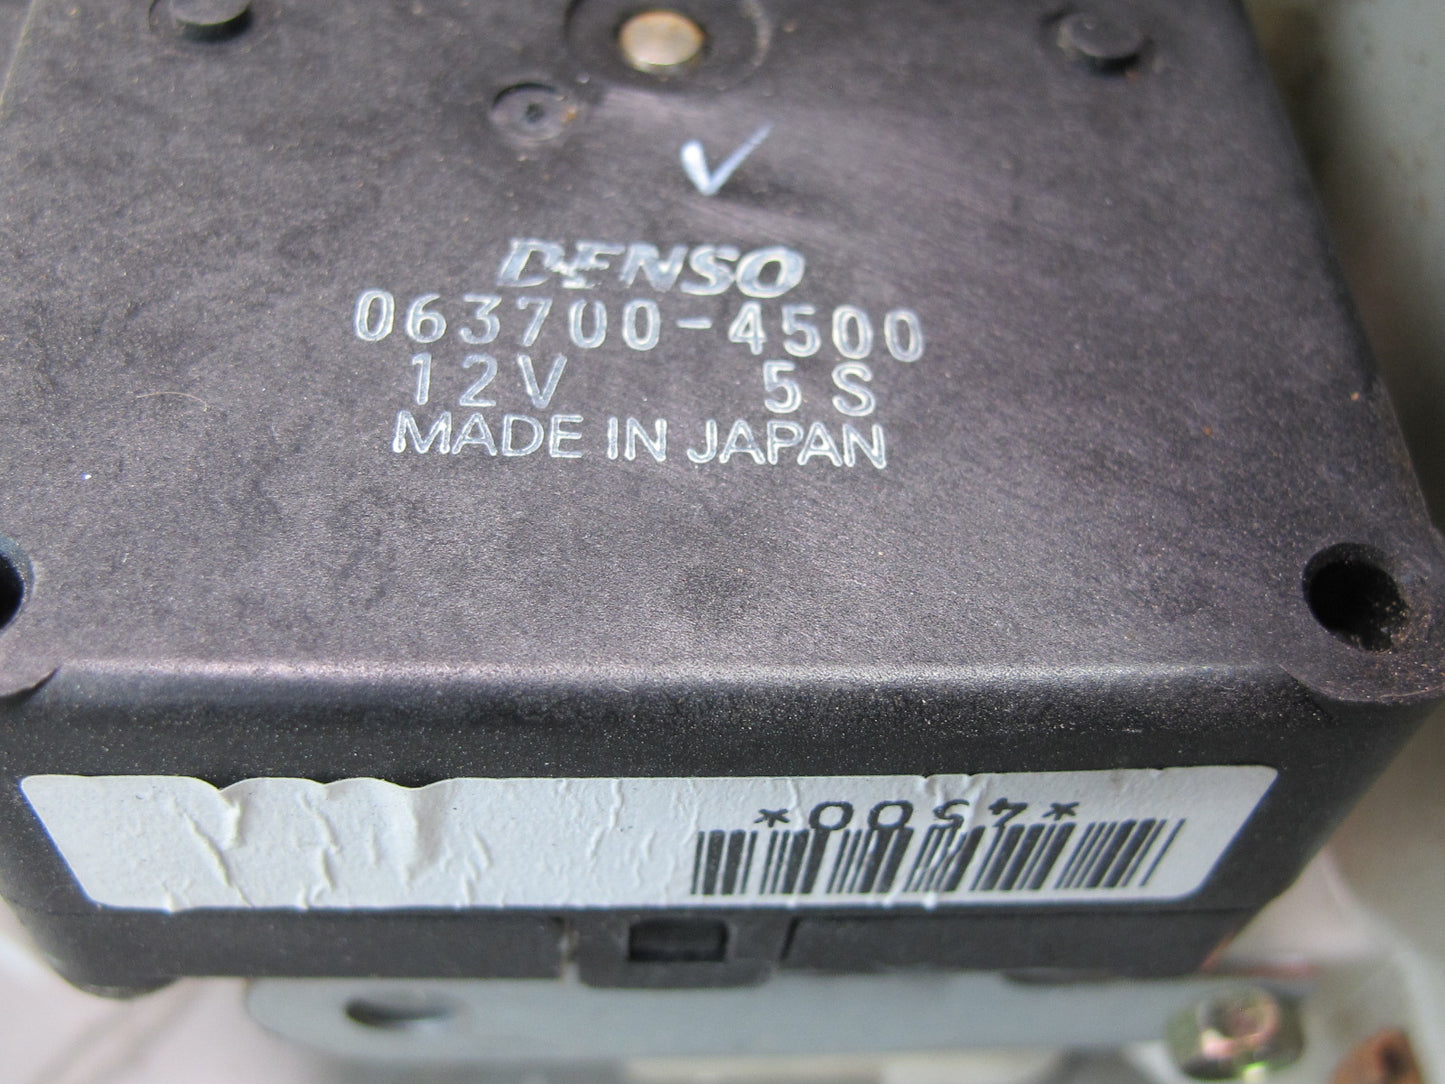 DENSO
063700-4500
12V 5S
MADE IN JAPAN
*4500*